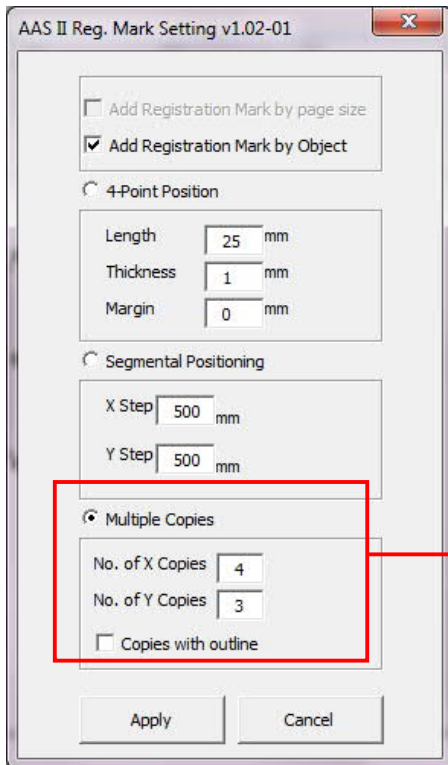 AAS II Reg. Mark Setting v1.02-01
Add Registration Mark by page size
Add Registration Mark by Object
4-Point Position
Length 25 mm
Thickness 1 mm
Margin 0 mm
Segmental Positioning
X Step 500 mm
Y Step 500 mm
Multiple Copies
No. of X Copies 4
No. of Y Copies 3
Copies with outline
Apply Cancel